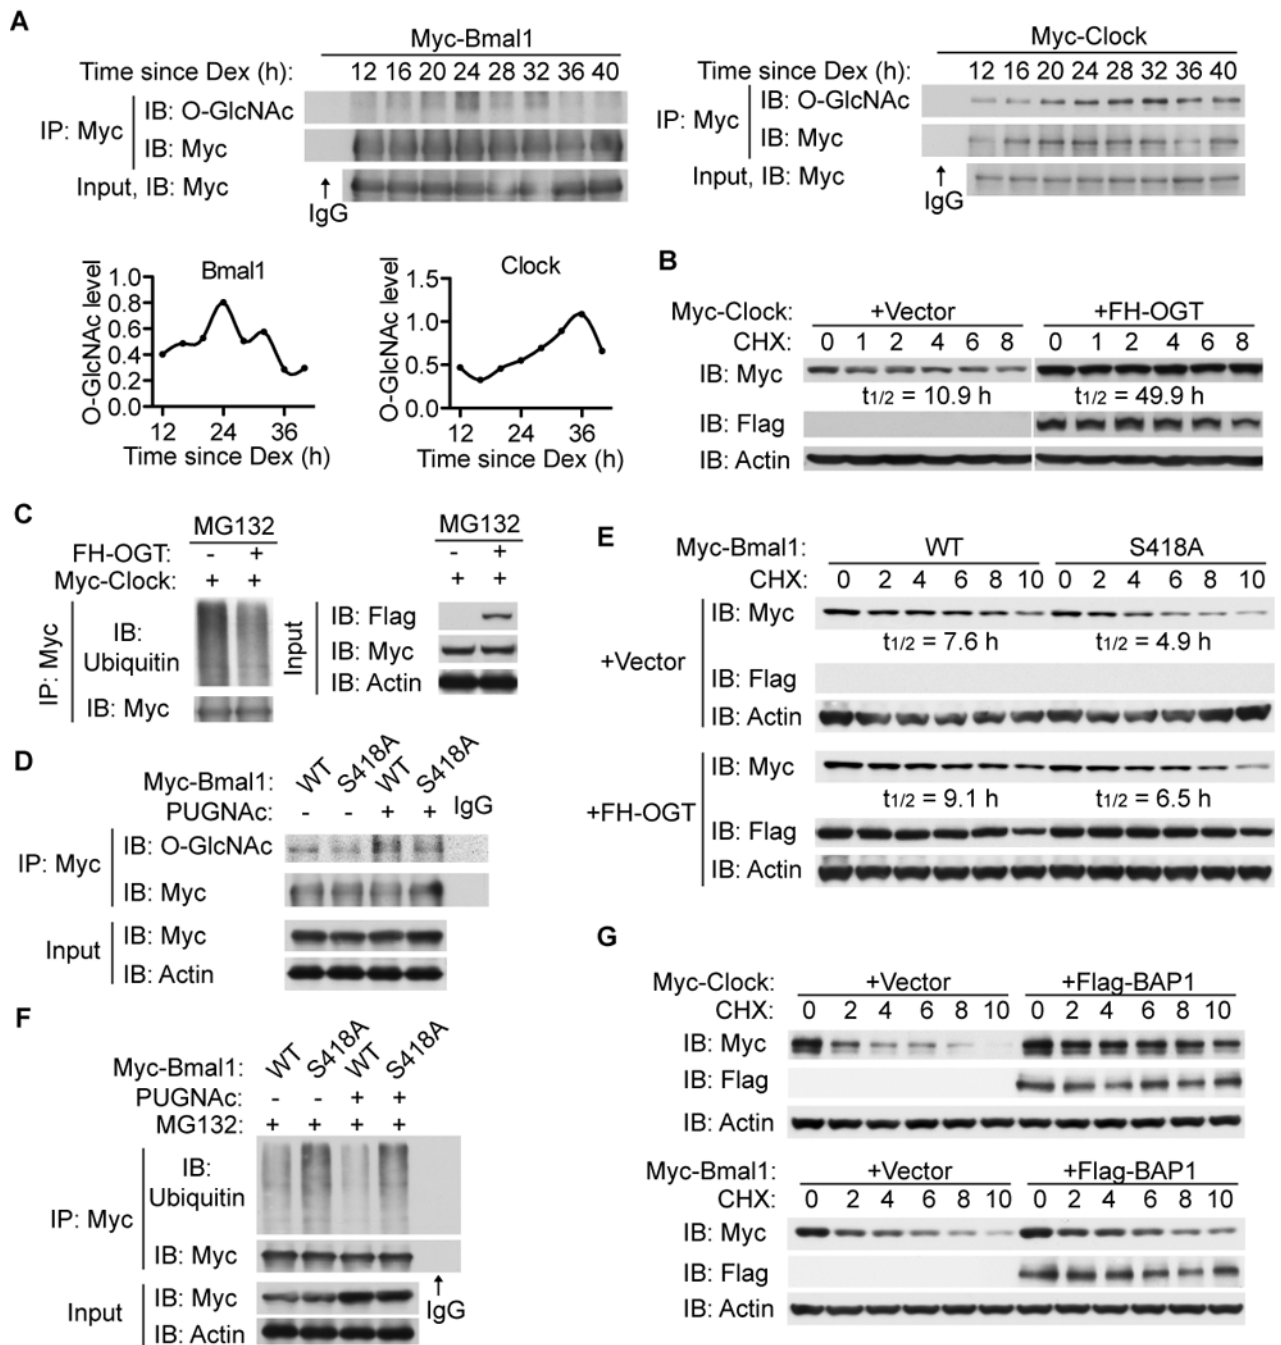 A
Myc-Bmal1
Time since Dex (h): 12 16 20 24 28 32 36 40
IP: Myc
IB: O-GlcNAc
IB: Myc
Input, IB: Myc
↑
IgG
Myc-Clock
Time since Dex (h): 12 16 20 24 28 32 36 40
IP: Myc
IB: O-GlcNAc
IB: Myc
Input, IB: Myc
↑
IgG
Bmal1
O-GlcNAc level
1.0
0.8
0.6
0.4
0.2
0.0
12 24 36
Time since Dex (h)
Clock
O-GlcNAc level
1.5
1.0
0.5
0.0
12 24 36
Time since Dex (h)
B
Myc-Clock: +Vector +FH-OGT
CHX: 0 1 2 4 6 8 0 1 2 4 6 8
IB: Myc
t1/2 = 10.9 h t1/2 = 49.9 h
IB: Flag
IB: Actin
C
MG132
FH-OGT: - +
Myc-Clock: + +
IP: Myc
IB:
Ubiquitin
IB: Myc
MG132
- +
+ +
Input
IB: Flag
IB: Myc
IB: Actin
D
Myc-Bmal1: WT S418A WT S418A
PUGNAc: - - + + IgG
IP: Myc
IB: O-GlcNAc
IB: Myc
Input
IB: Myc
IB: Actin
E
Myc-Bmal1: WT S418A
CHX: 0 2 4 6 8 10 0 2 4 6 8 10
+Vector
IB: Myc
t1/2 = 7.6 h t1/2 = 4.9 h
IB: Flag
IB: Actin
+FH-OGT
IB: Myc
t1/2 = 9.1 h t1/2 = 6.5 h
IB: Flag
IB: Actin
F
Myc-Bmal1: WT S418A WT S418A
PUGNAc: - - + +
MG132: + + + +
IP: Myc
IB:
Ubiquitin
IB: Myc
↑
IgG
Input
IB: Myc
IB: Actin
G
Myc-Clock: +Vector +Flag-BAP1
CHX: 0 2 4 6 8 10 0 2 4 6 8 10
IB: Myc
IB: Flag
IB: Actin
Myc-Bmal1: +Vector +Flag-BAP1
CHX: 0 2 4 6 8 10 0 2 4 6 8 10
IB: Myc
IB: Flag
IB: Actin